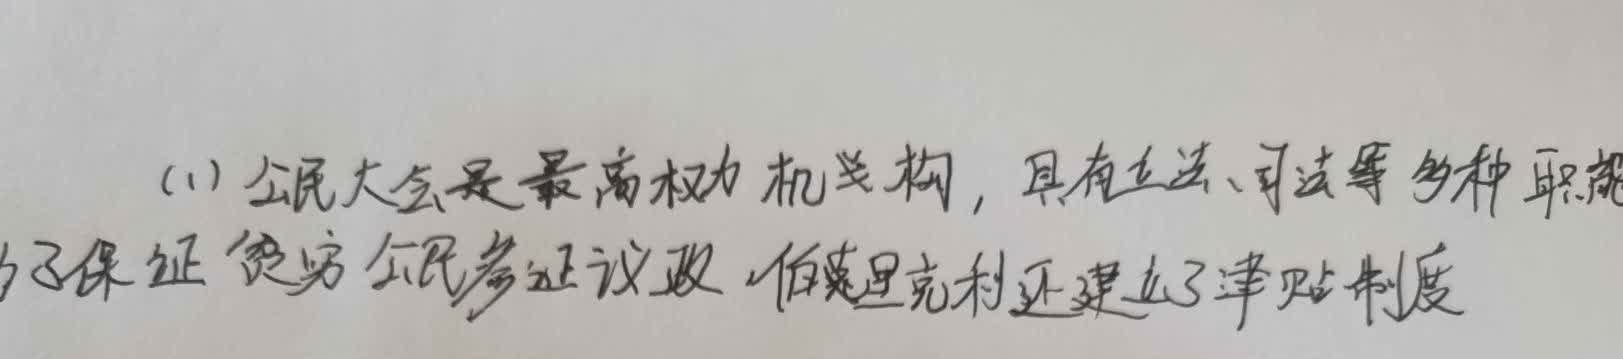 (1) 公民大会是最高权力机关构，具有立法、司法等多种职能
为了保证贫穷公民参证议政，伯里克利还建立了津贴制度